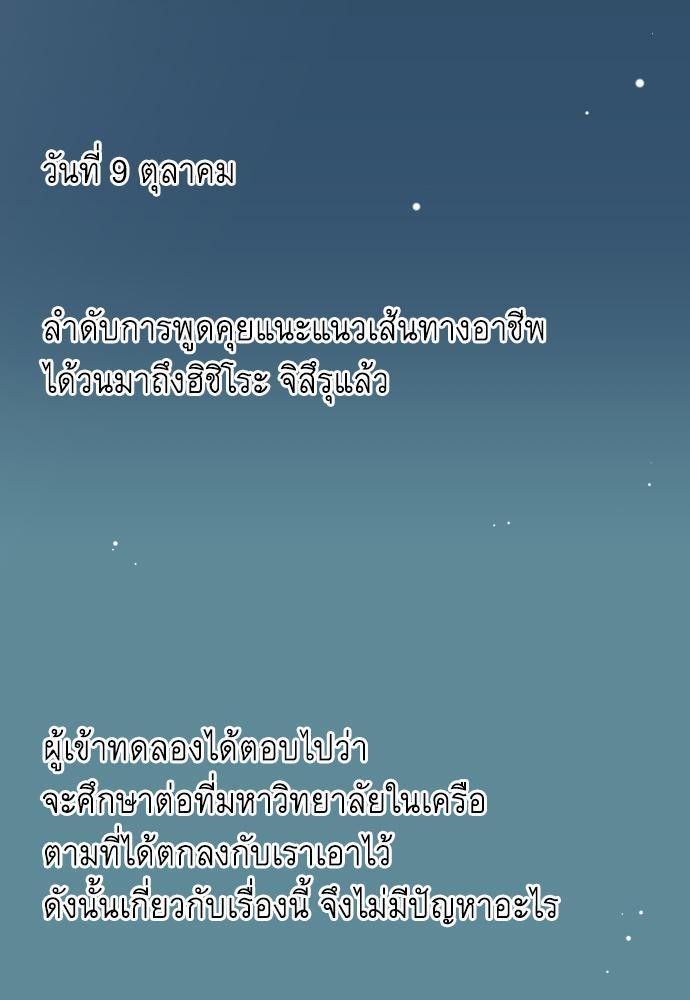 วันที่ 9 ตุลาคม
ลำดับการพูดคุยแนะแนวเส้นทางอาชีพ
ได้วนมาถึงฮิชิโระ จิสึรุแล้ว
ผู้เข้าทดลองได้ตอบไปว่า
จะศึกษาต่อที่มหาวิทยาลัยในเครือ
ตามที่ได้ตกลงกับเราเอาไว้
ดังนั้นเกี่ยวกับเรื่องนี้ จึงไม่มีปัญหาอะไร